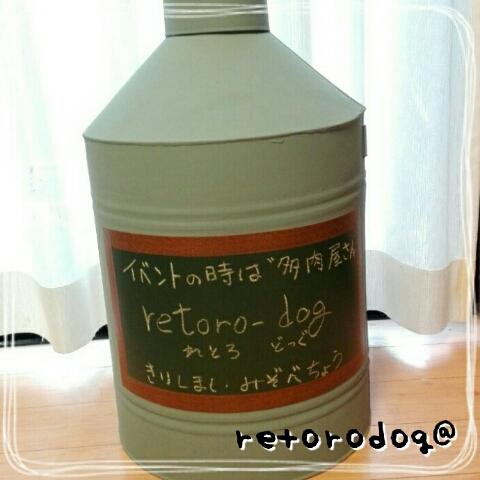 イベントの時は"多肉屋さん
retoro-dog
れとろ どっぐ
きりしまし・みぞべちょう
retorodog@